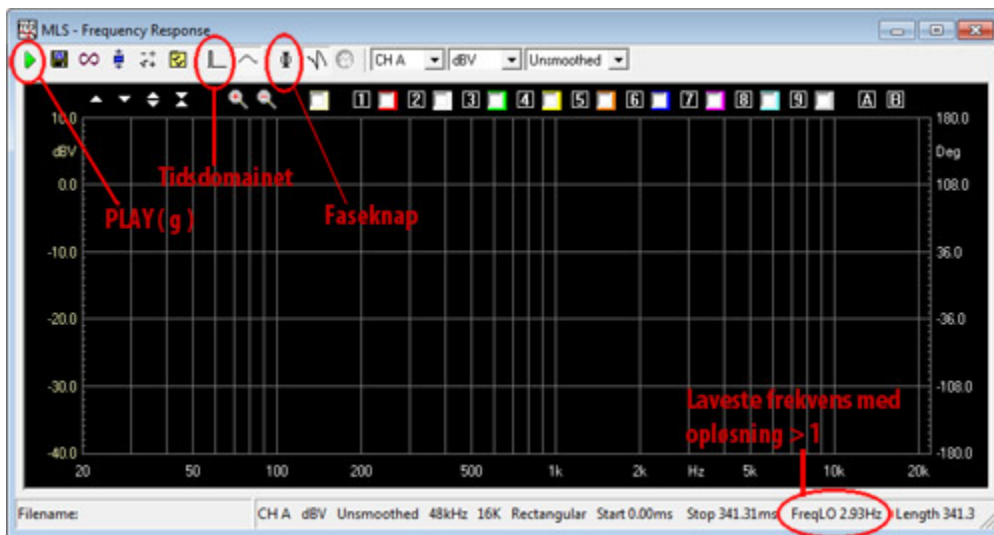 MLS - Frequency Response
CH A dBV Unsmoothed
1 2 3 4 5 6 7 8 9 A B
10.0 180.0
dBV Deg
Tidsdomainet
0.0 108.0
PLAY( g )
Faseknap
-10.0 36.0
-20.0 -36.0
-30.0 -108.0
Laveste frekvens med
opløsning > 1
-40.0 -180.0
20 50 100 200 500 1k 2k Hz 5k 10k 20k
Filename: CH A dBV Unsmoothed 48kHz 16K Rectangular Start 0.00ms Stop 341.31ms FreqLO 2.93Hz Length 341.3